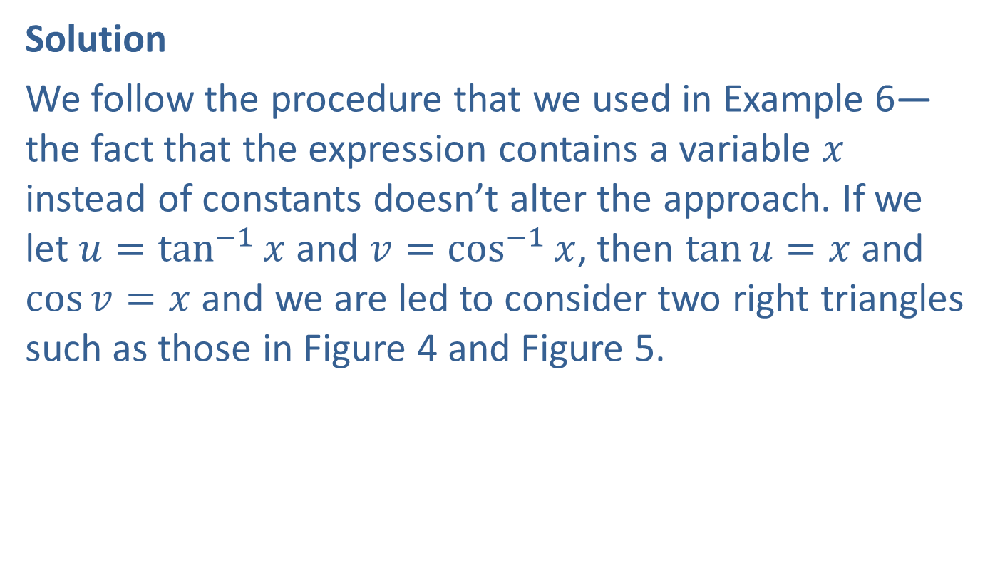 Solution
We follow the procedure that we used in Example 6—
the fact that the expression contains a variable 𝑥
instead of constants doesn’t alter the approach. If we
let 𝑢 = tan⁻¹ 𝑥 and 𝑣 = cos⁻¹ 𝑥, then tan 𝑢 = 𝑥 and
cos 𝑣 = 𝑥 and we are led to consider two right triangles
such as those in Figure 4 and Figure 5.